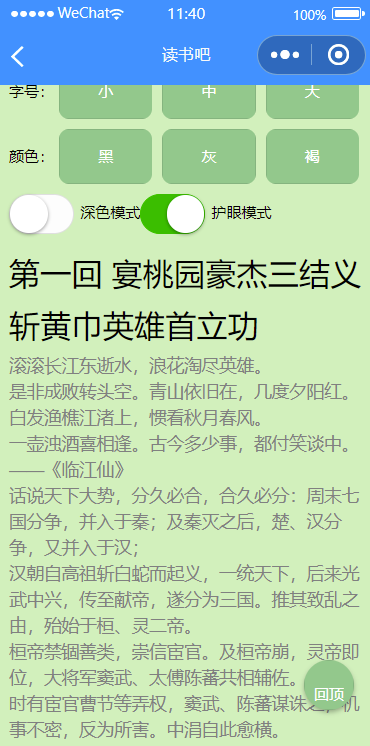 WeChat 11:40 100%
读书吧
字号： 小 中 大
颜色： 黑 灰 褐
深色模式 护眼模式
第一回 宴桃园豪杰三结义
斩黄巾英雄首立功
滚滚长江东逝水，浪花淘尽英雄。
是非成败转头空。青山依旧在，几度夕阳红。
白发渔樵江渚上，惯看秋月春风。
一壶浊酒喜相逢。古今多少事，都付笑谈中。
——《临江仙》
话说天下大势，分久必合，合久必分：周末七
国分争，并入于秦；及秦灭之后，楚、汉分
争，又并入于汉；
汉朝自高祖斩白蛇而起义，一统天下，后来光
武中兴，传至献帝，遂分为三国。推其致乱之
由，殆始于桓、灵二帝。
桓帝禁锢善类，崇信宦官。及桓帝崩，灵帝即
位，大将军窦武、太傅陈蕃共相辅佐。
时有宦官曹节等弄权，窦武、陈蕃谋诛之，机
事不密，反为所害。中涓自此愈横。
回顶